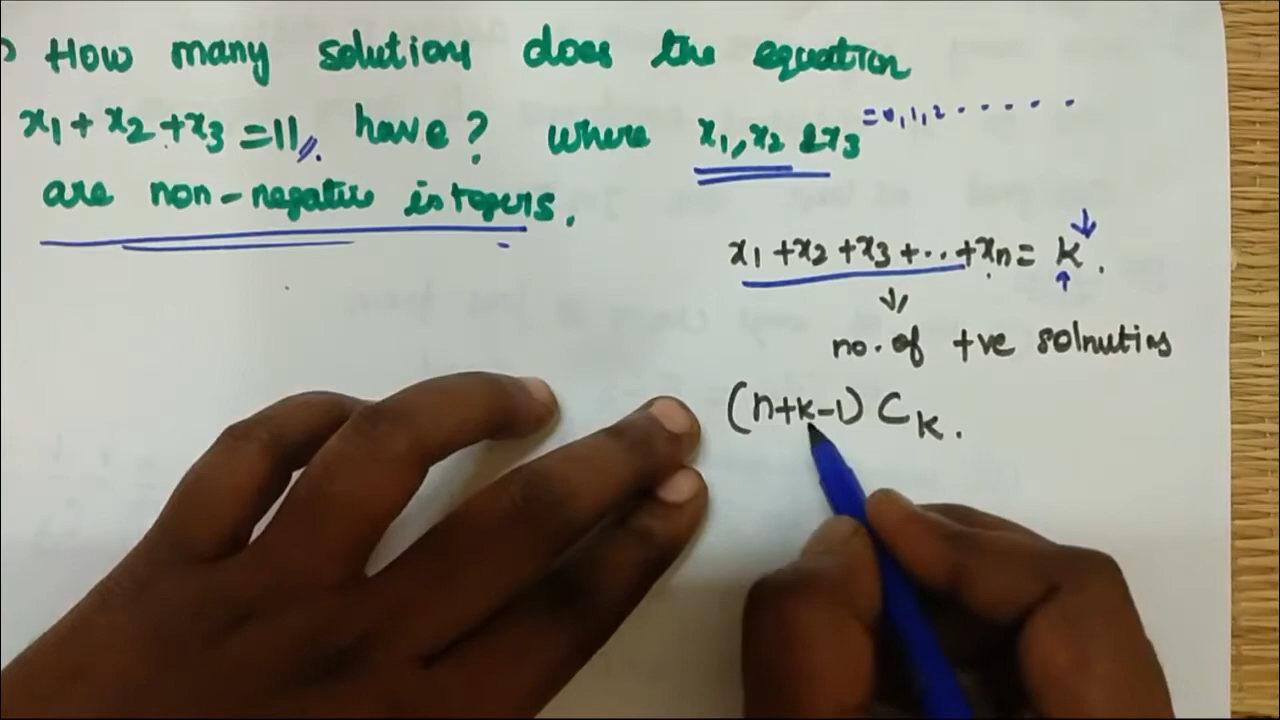 How many solutions does the equation
x₁ + x₂ + x₃ = 11, have? where x₁, x₂ & x₃ = 0, 1, 2 - - - - - -
are non-negative integers.
x₁ + x₂ + x₃ + .. + xₙ = K.
no. of +ve solnutins
(n+k-1) C K.